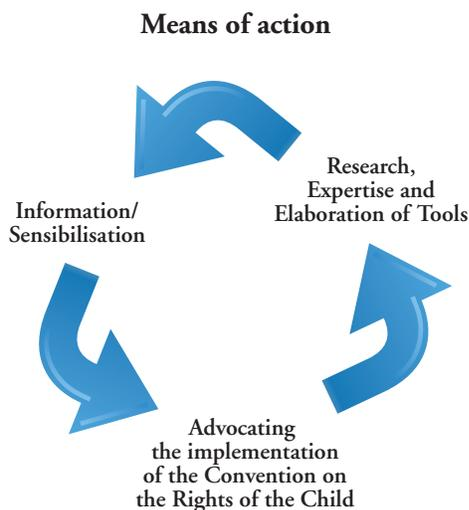 Means of action
Research,
Expertise and
Elaboration of Tools
Information/
Sensibilisation
Advocating
the implementation
of the Convention on
the Rights of the Child